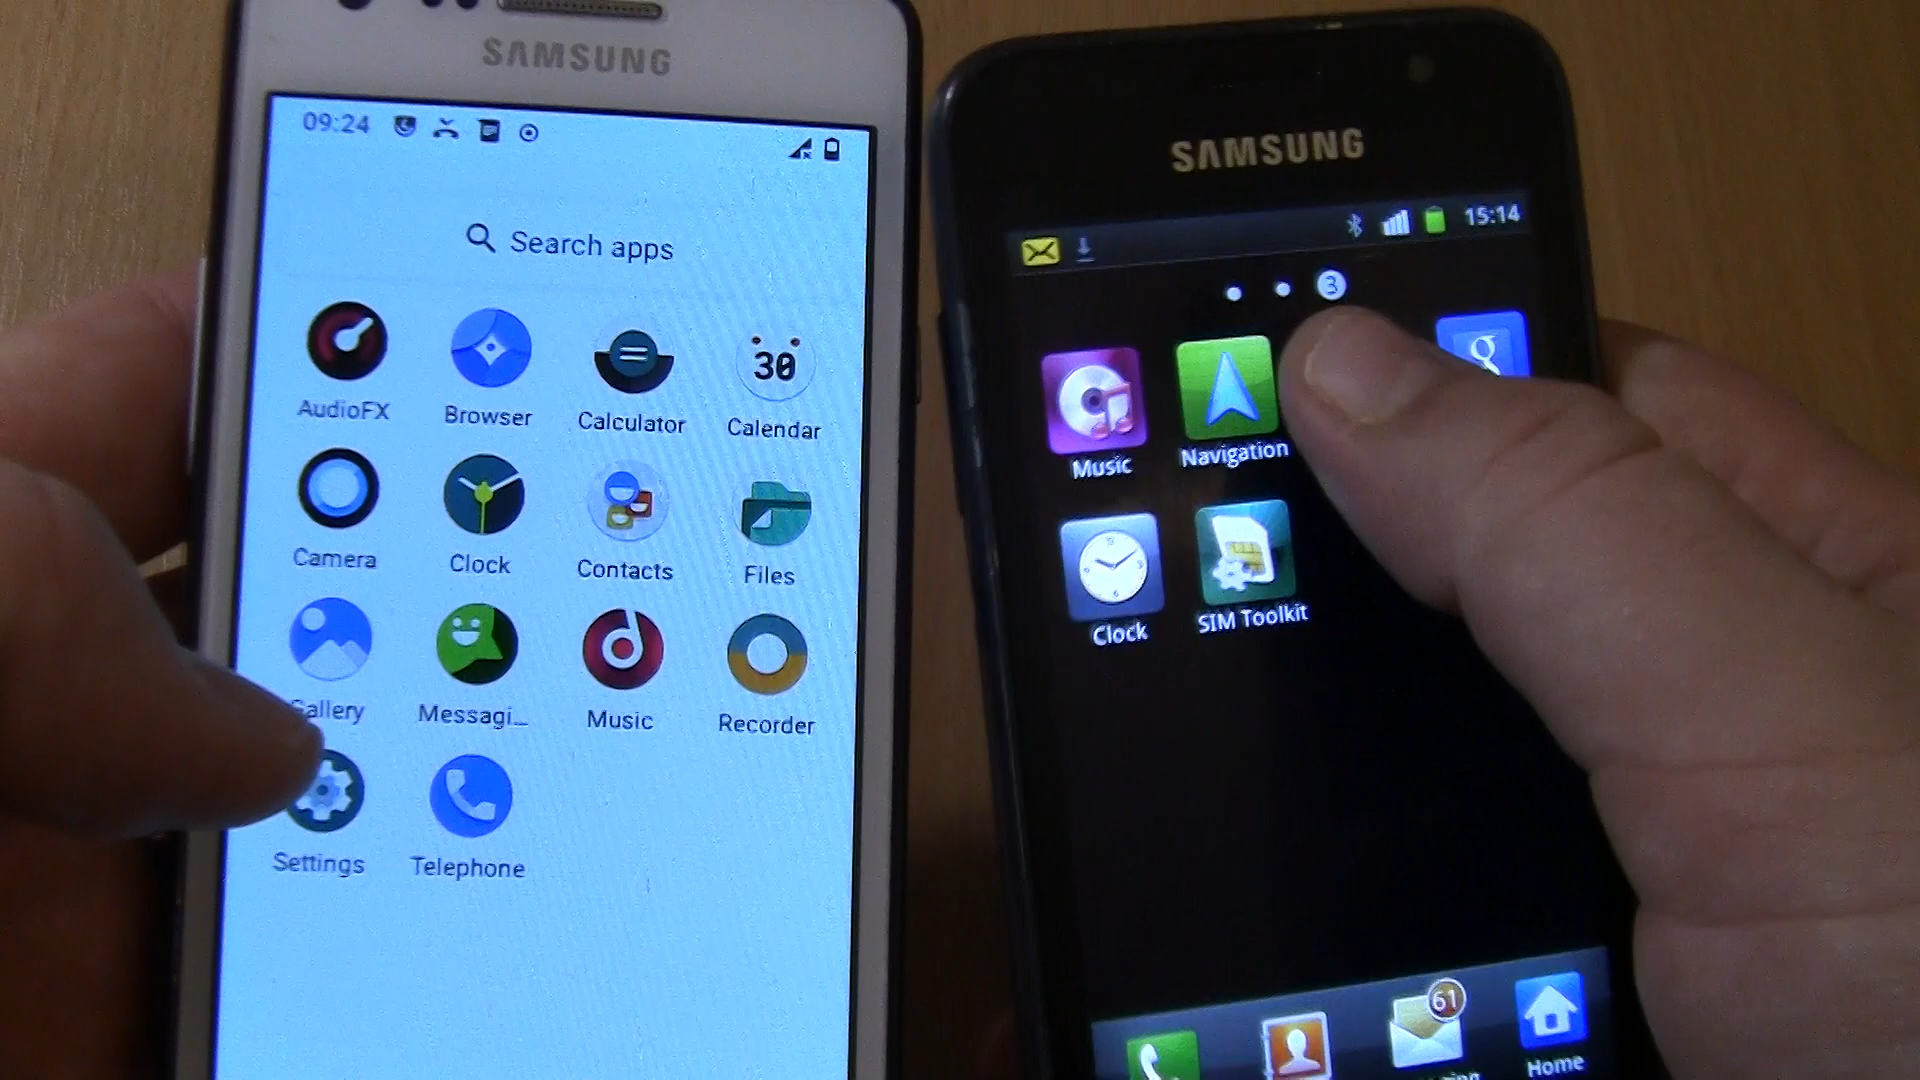 SAMSUNG
09:24
Search apps
AudioFX
Browser
Calculator
30
Calendar
Camera
Clock
Contacts
Files
Gallery
Messagi...
Music
Recorder
Settings
Telephone
SAMSUNG
15:14
3
g
Music
Navigation
Clock
SIM Toolkit
61
Home